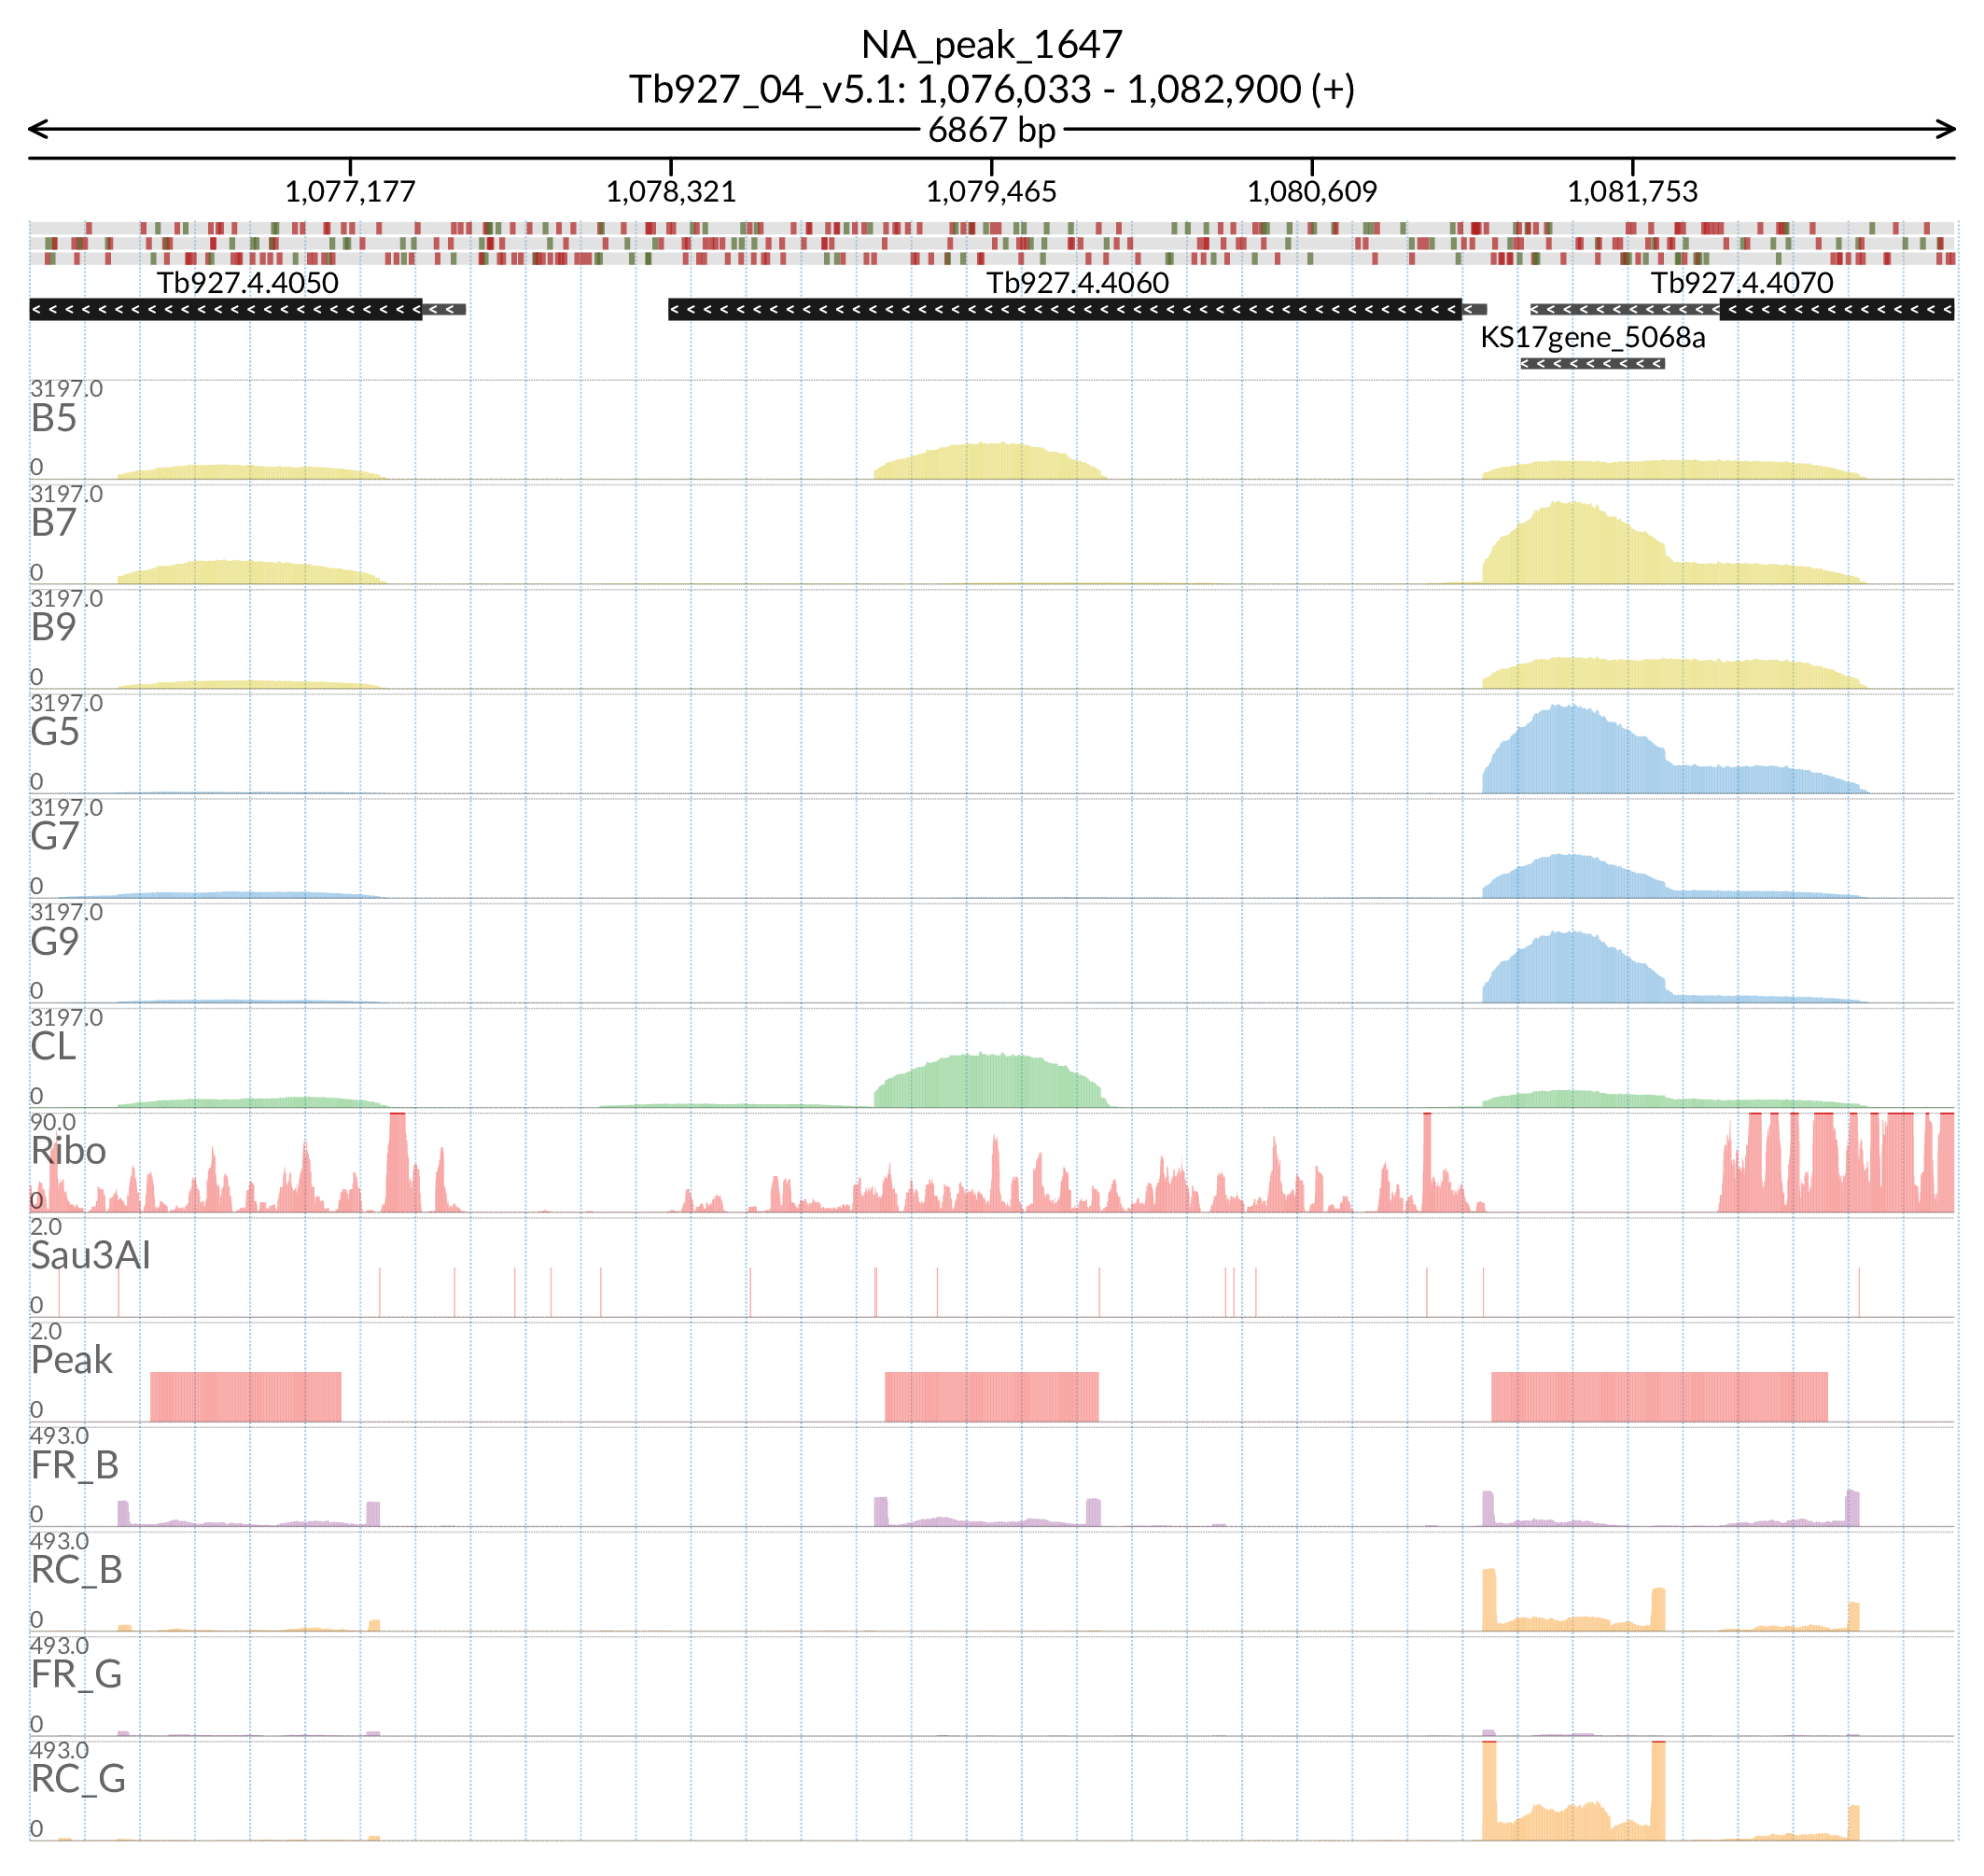 NA_peak_1647
Tb927_04_v5.1: 1,076,033 - 1,082,900 (+)
6867 bp
1,077,177 1,078,321 1,079,465 1,080,609 1,081,753
Tb927.4.4050 Tb927.4.4060 Tb927.4.4070
KS17gene_5068a
3197.0
B5
0
3197.0
B7
0
3197.0
B9
0
3197.0
G5
0
3197.0
G7
0
3197.0
G9
0
3197.0
CL
0
90.0
Ribo
0
2.0
Sau3AI
0
2.0
Peak
0
493.0
FR_B
0
493.0
RC_B
0
493.0
FR_G
0
493.0
RC_G
0